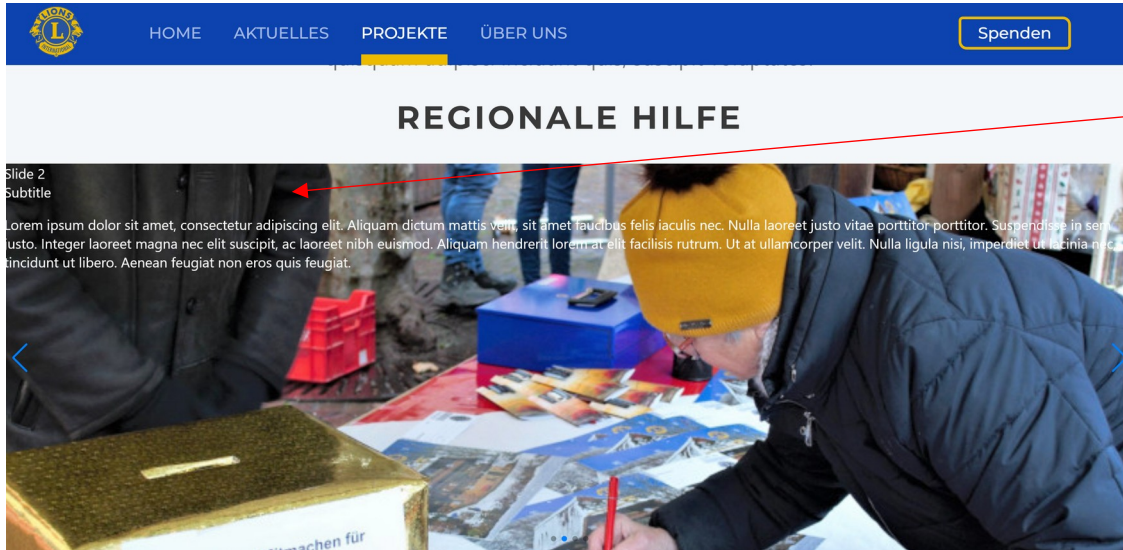 LIONS
L
INTERNATIONAL
HOME AKTUELLES PROJEKTE ÜBER UNS Spenden
REGIONALE HILFE
Slide 2
Subtitle
Lorem ipsum dolor sit amet, consectetur adipiscing elit. Aliquam dictum mattis velit, sit amet faucibus felis iaculis nec. Nulla laoreet justo vitae porttitor porttitor. Suspendisse in sem
justo. Integer laoreet magna nec elit suscipit, ac laoreet nibh euismod. Aliquam hendrerit lorem at elit facilisis rutrum. Ut at ullamcorper velit. Nulla ligula nisi, imperdiet ut lacinia nec
tincidunt ut libero. Aenean feugiat non eros quis feugiat.
für